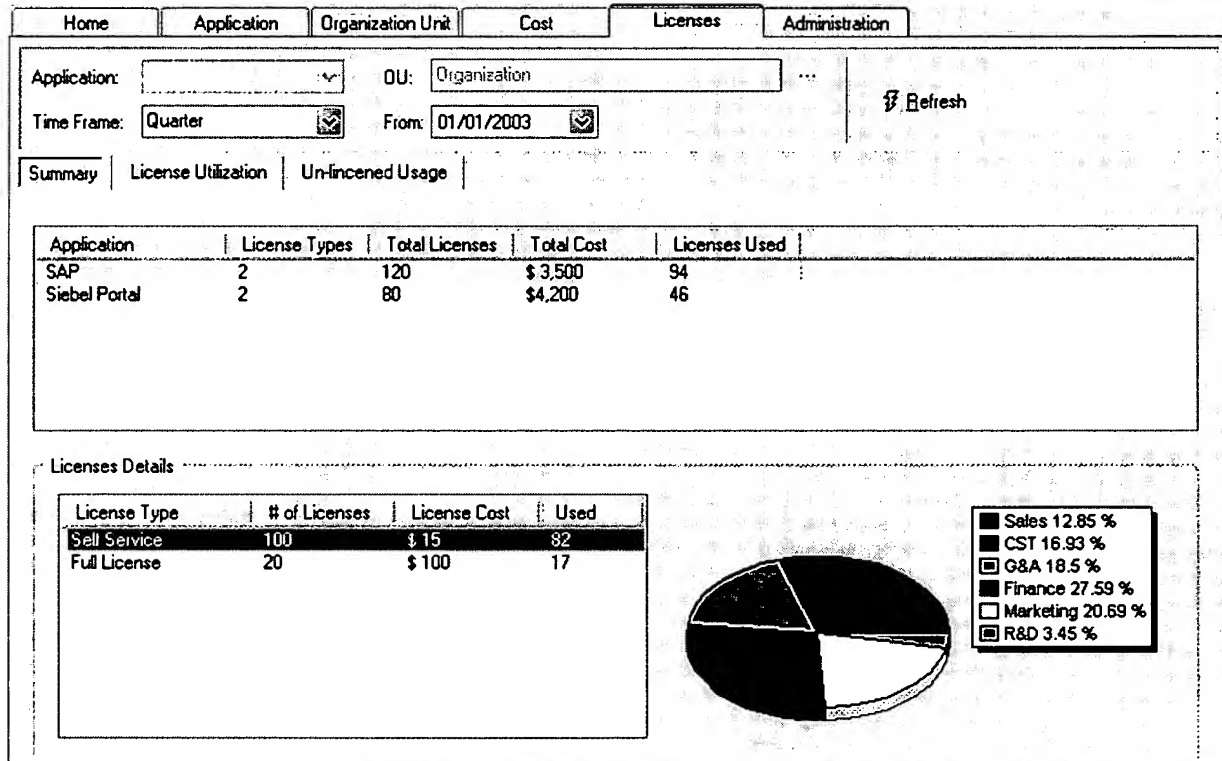 Home Application Organization Unit Cost Licenses Administration
Application: OU: Organization ...
Refresh
Time Frame: Quarter From: 01/01/2003
Summary License Utilization Un-lincened Usage
Application License Types Total Licenses Total Cost Licenses Used
SAP 2 120 $ 3,500 94
Siebel Portal 2 80 $4,200 46
Licenses Details
License Type # of Licenses License Cost Used
Self Service 100 $ 15 82
Full License 20 $ 100 17
Sales 12.85 %
CST 16.93 %
G&A 18.5 %
Finance 27.59 %
Marketing 20.69 %
R&D 3.45 %